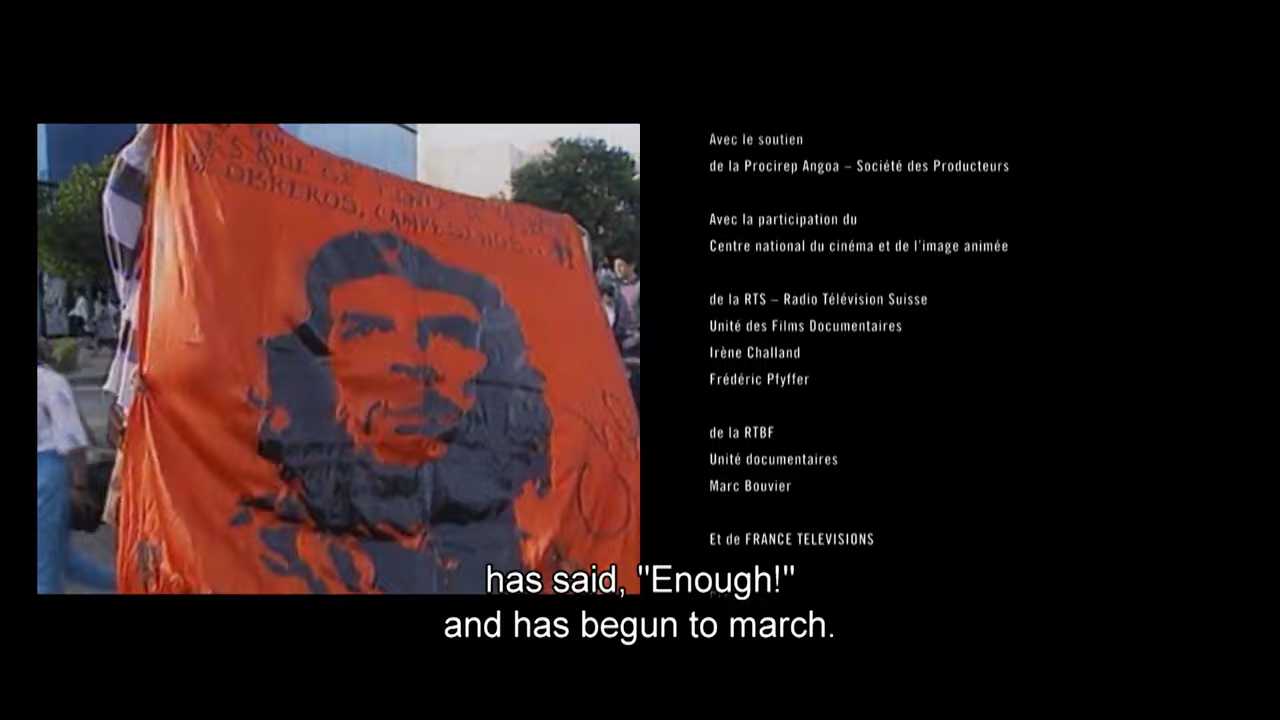 OBREROS, CAMPESINOS...
Avec le soutien
de la Procirep Angoa – Société des Producteurs
Avec la participation du
Centre national du cinéma et de l'image animée
de la RTS – Radio Télévision Suisse
Unité des Films Documentaires
Irène Challand
Frédéric Pfyffer
de la RTBF
Unité documentaires
Marc Bouvier
Et de FRANCE TELEVISIONS
has said, "Enough!"
and has begun to march.